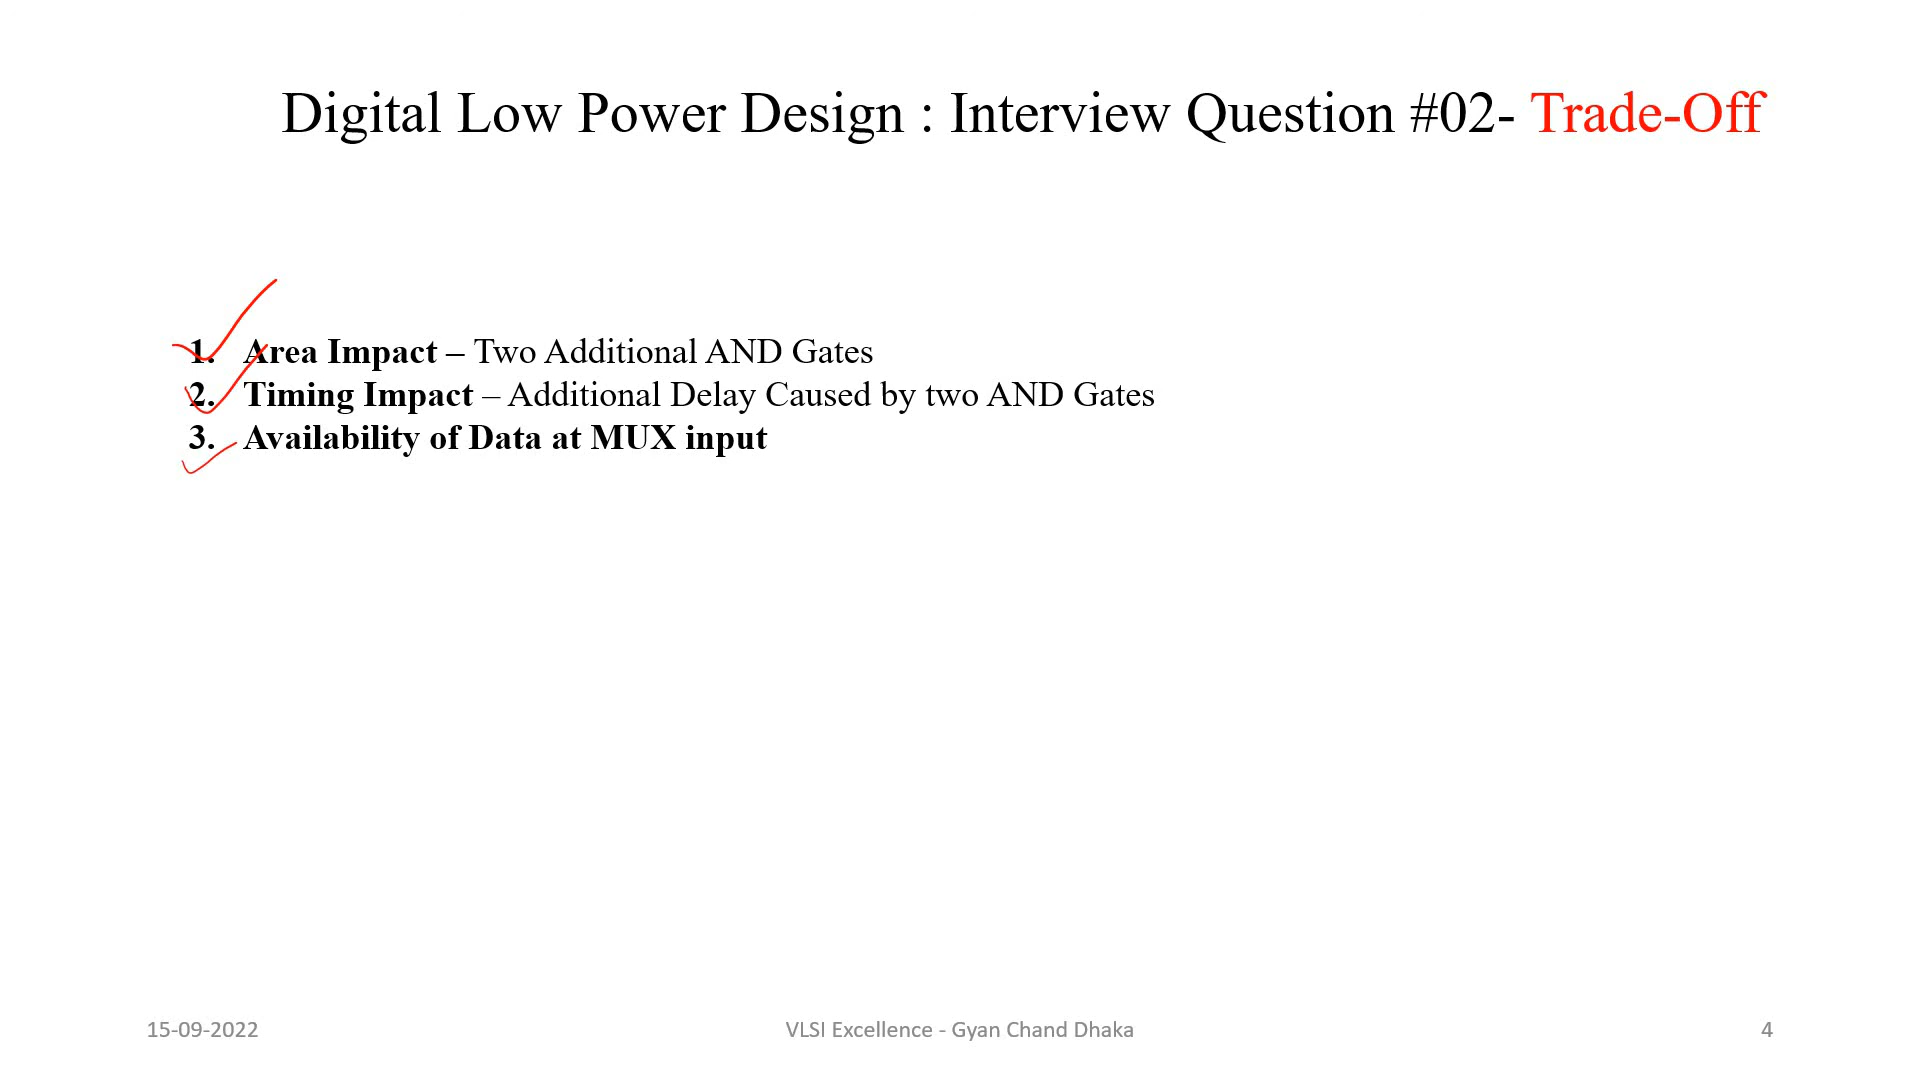 Digital Low Power Design : Interview Question #02- Trade-Off
1. Area Impact – Two Additional AND Gates
2. Timing Impact – Additional Delay Caused by two AND Gates
3. Availability of Data at MUX input
15-09-2022
VLSI Excellence - Gyan Chand Dhaka
4